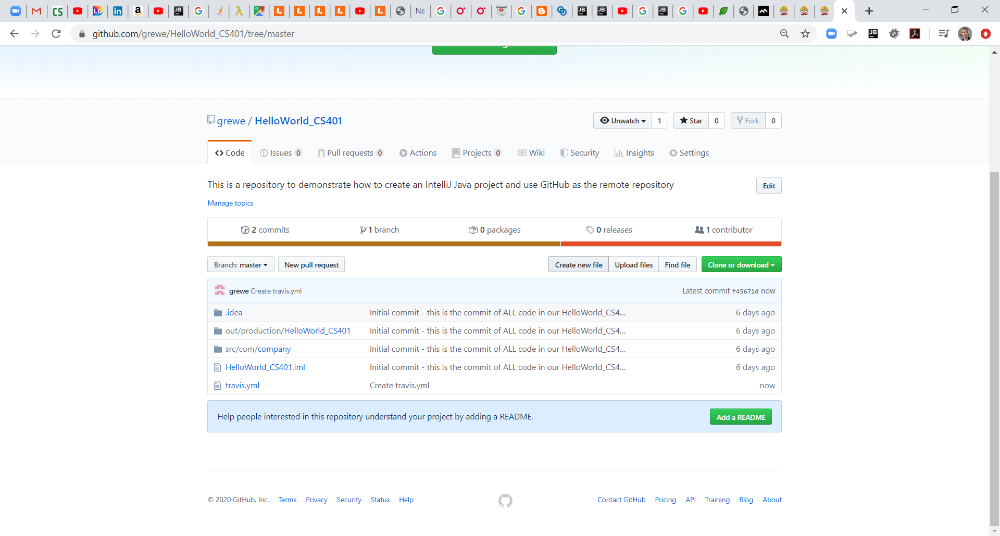 Ne
github.com/grewe/HelloWorld_CS401/tree/master
grewe / HelloWorld_CS401
Unwatch 1 Star 0 Fork 0
Code Issues 0 Pull requests 0 Actions Projects 0 Wiki Security Insights Settings
This is a repository to demonstrate how to create an IntelliJ Java project and use GitHub as the remote repository
Edit
Manage topics
2 commits 1 branch 0 packages 0 releases 1 contributor
Branch: master New pull request Create new file Upload files Find file Clone or download
grewe Create travis.yml Latest commit f45671d now
.idea Initial commit - this is the commit of ALL code in our HelloWorld_CS4... 6 days ago
out/production/HelloWorld_CS401 Initial commit - this is the commit of ALL code in our HelloWorld_CS4... 6 days ago
src/com/company Initial commit - this is the commit of ALL code in our HelloWorld_CS4... 6 days ago
HelloWorld_CS401.iml Initial commit - this is the commit of ALL code in our HelloWorld_CS4... 6 days ago
travis.yml Create travis.yml now
Help people interested in this repository understand your project by adding a README. Add a README
© 2020 GitHub, Inc. Terms Privacy Security Status Help Contact GitHub Pricing API Training Blog About